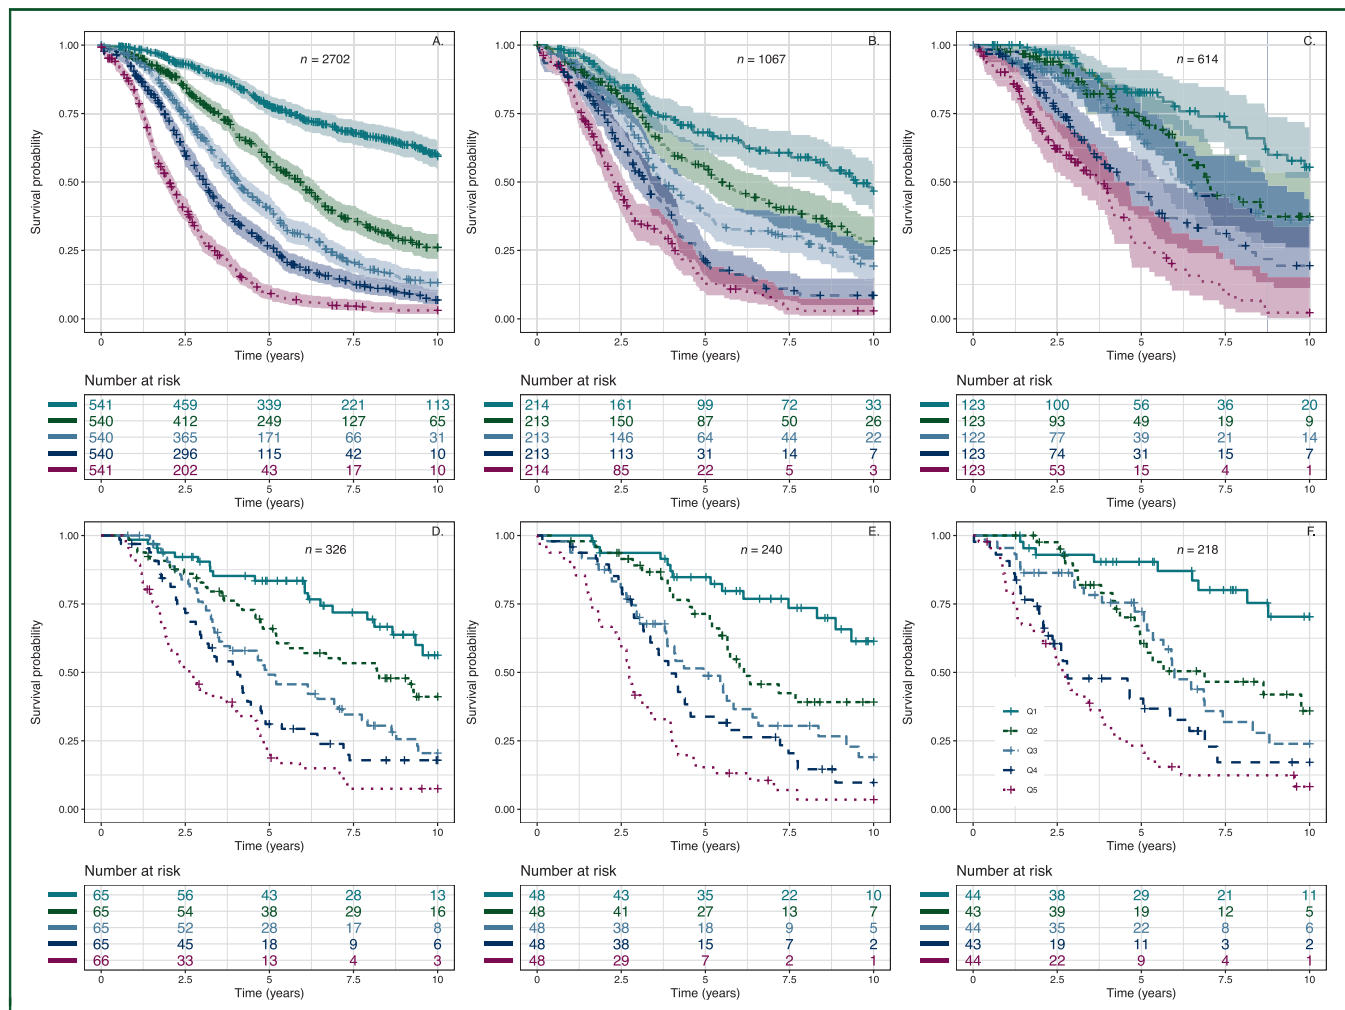 A.
n = 2702
1.00
0.75
0.50
0.25
0.00
Survival probability
0 2.5 5 7.5 10
Time (years)
B.
n = 1067
1.00
0.75
0.50
0.25
0.00
Survival probability
0 2.5 5 7.5 10
Time (years)
C.
n = 614
1.00
0.75
0.50
0.25
0.00
Survival probability
0 2.5 5 7.5 10
Time (years)
Number at risk
541 459 339 221 113
540 412 249 127 65
540 365 171 66 31
540 296 115 42 10
541 202 43 17 10
0 2.5 5 7.5 10
Time (years)
Number at risk
214 161 99 72 33
213 150 87 50 26
213 146 64 44 22
213 113 31 14 7
214 85 22 5 3
0 2.5 5 7.5 10
Time (years)
Number at risk
123 100 56 36 20
123 93 49 19 9
122 77 39 21 14
123 74 31 15 7
123 53 15 4 1
0 2.5 5 7.5 10
Time (years)
D.
n = 326
1.00
0.75
0.50
0.25
0.00
Survival probability
0 2.5 5 7.5 10
Time (years)
E.
n = 240
1.00
0.75
0.50
0.25
0.00
Survival probability
0 2.5 5 7.5 10
Time (years)
F.
n = 218
1.00
0.75
0.50
0.25
0.00
Survival probability
Q1
Q2
Q3
Q4
Q5
0 2.5 5 7.5 10
Time (years)
Number at risk
65 56 43 28 13
65 54 38 29 16
65 52 28 17 8
65 45 18 9 6
66 33 13 4 3
0 2.5 5 7.5 10
Time (years)
Number at risk
48 43 35 22 10
48 41 27 13 7
48 38 18 9 5
48 38 15 7 2
48 29 7 2 1
0 2.5 5 7.5 10
Time (years)
Number at risk
44 38 29 21 11
43 39 19 12 5
44 35 22 8 6
43 19 11 3 2
44 22 9 4 1
0 2.5 5 7.5 10
Time (years)